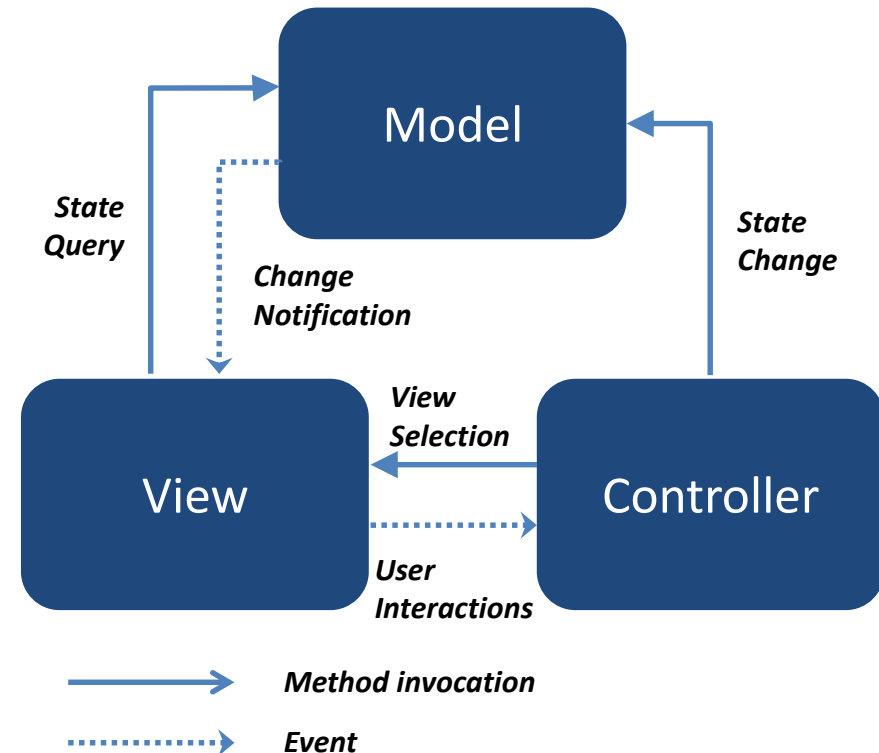 Model
State
Query
State
Change
Change
Notification
View
Selection
View
Controller
User
Interactions
Method invocation
Event